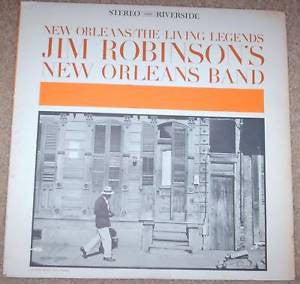 STEREO RIVERSIDE
NEW ORLEANS: THE LIVING LEGENDS
JIM ROBINSON'S
NEW ORLEANS BAND